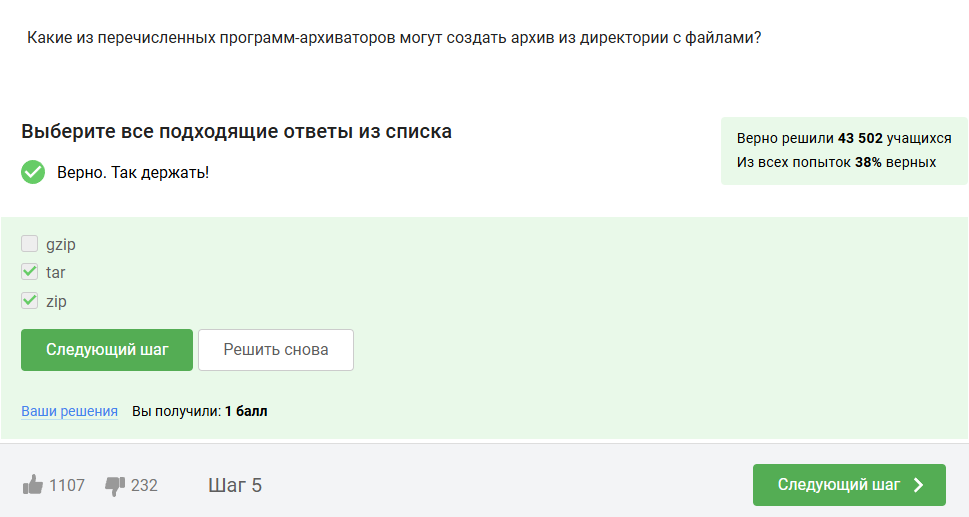 Какие из перечисленных программ-архиваторов могут создать архив из директории с файлами?
Выберите все подходящие ответы из списка
Верно. Так держать!
Верно решили 43 502 учащихся
Из всех попыток 38% верных
gzip
tar
zip
Следующий шаг
Решить снова
Ваши решения Вы получили: 1 балл
1107 232 Шаг 5 Следующий шаг